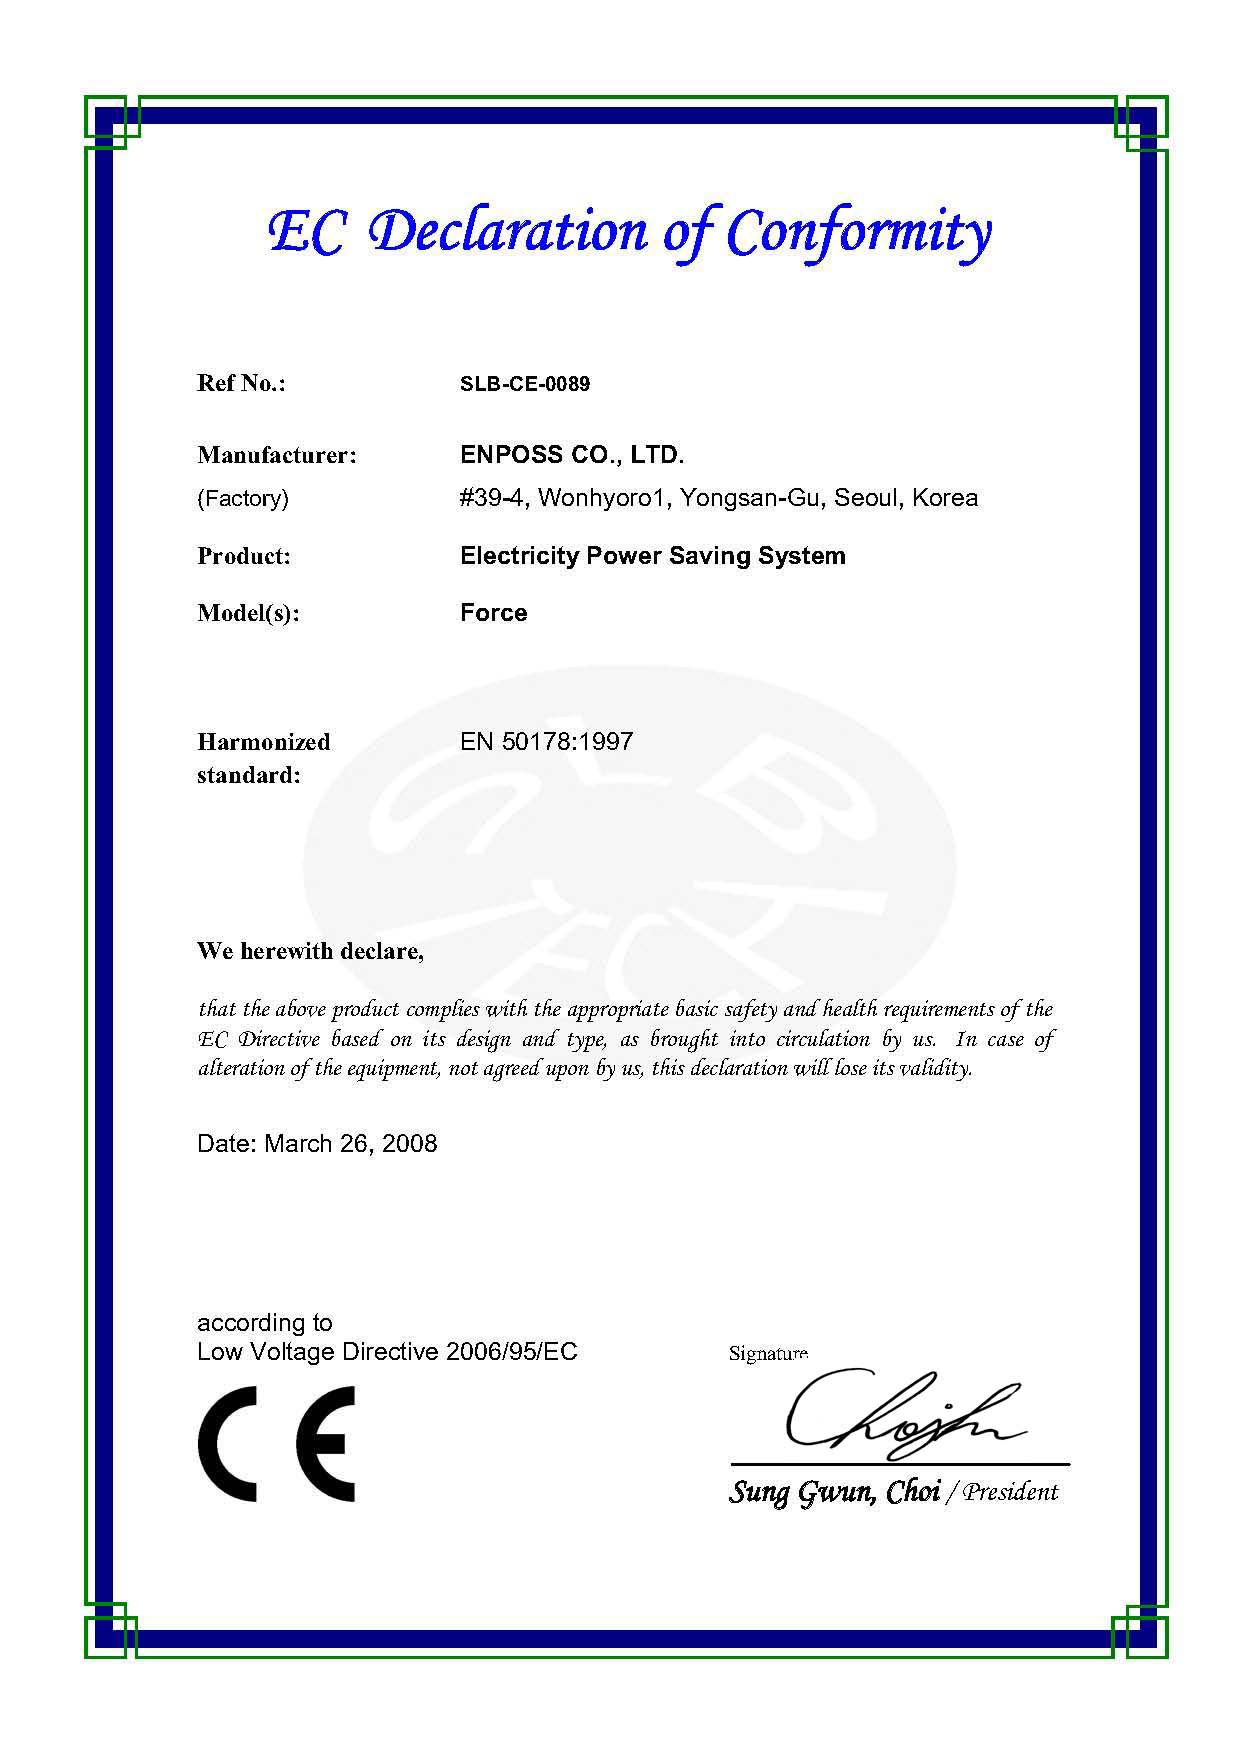 EC Declaration of Conformity
Ref No.: SLB-CE-0089
Manufacturer: ENPOSS CO., LTD.
(Factory) #39-4, Wonhyoro1, Yongsan-Gu, Seoul, Korea
Product: Electricity Power Saving System
Model(s): Force
Harmonized EN 50178:1997
standard:
SLB
We herewith declare,
that the above product complies with the appropriate basic safety and health requirements of the
EC Directive based on its design and type, as brought into circulation by us. In case of
alteration of the equipment, not agreed upon by us, this declaration will lose its validity.
Date: March 26, 2008
according to
Low Voltage Directive 2006/95/EC
Signature
CE
Sung Gwun, Choi / President